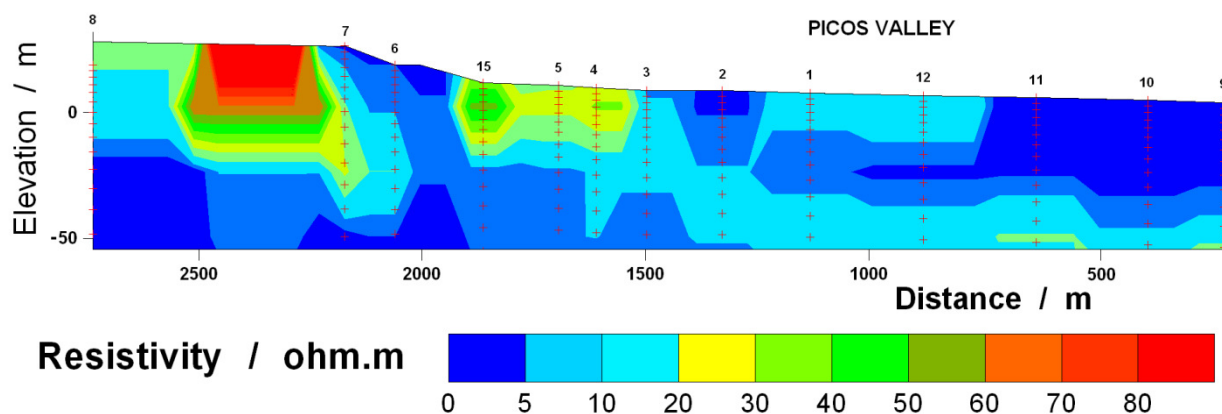 PICOS VALLEY
8 7 6 15 5 4 3 2 1 12 11 10 9
Elevation / m
0
-50
2500 2000 1500 1000 500
Distance / m
Resistivity / ohm.m
0 5 10 20 30 40 50 60 70 80